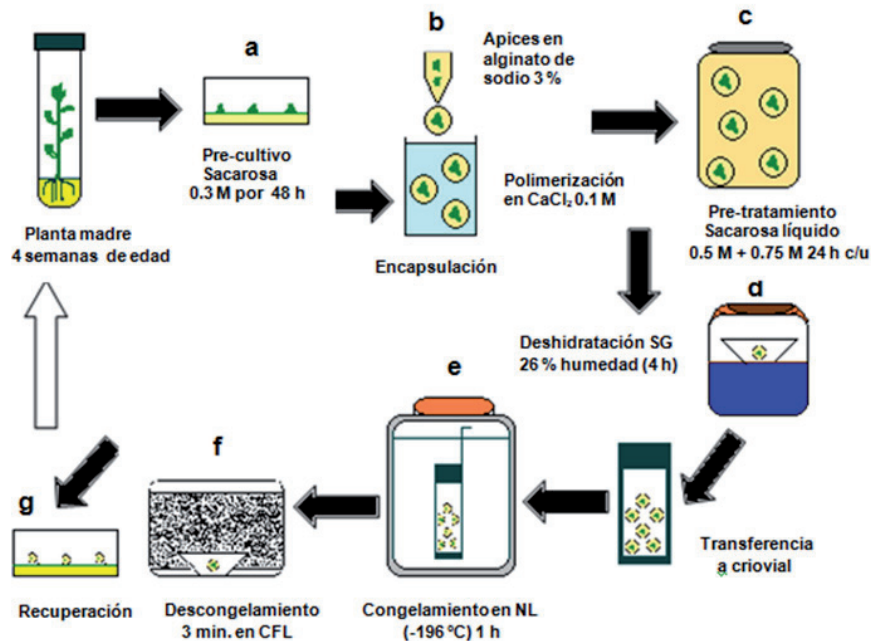 Planta madre
4 semanas de edad
a
Pre-cultivo
Sacarosa
0.3 M por 48 h
b
Apices en
alginato de
sodio 3 %
Polimerización
en CaCl₂ 0.1 M
Encapsulación
c
Pre-tratamiento
Sacarosa líquido
0.5 M + 0.75 M 24 h c/u
d
Deshidratación SG
26 % humedad (4 h)
Transferencia
a criovial
e
Congelamiento en NL
(-196 ºC) 1 h
f
Descongelamiento
3 min. en CFL
g
Recuperación